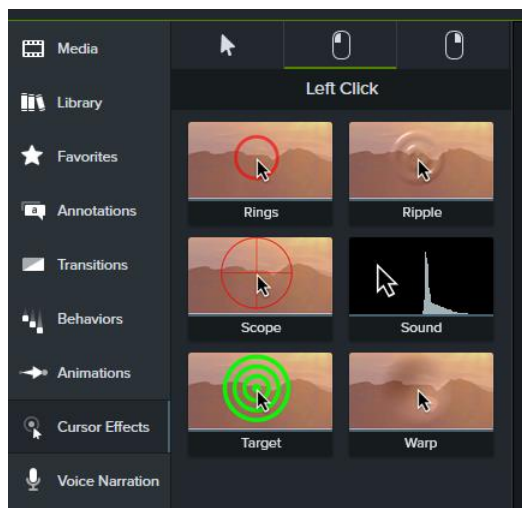 Media
Library
Favorites
a
Annotations
Transitions
Behaviors
Animations
Cursor Effects
Voice Narration
Left Click
Rings
Ripple
Scope
Sound
Target
Warp